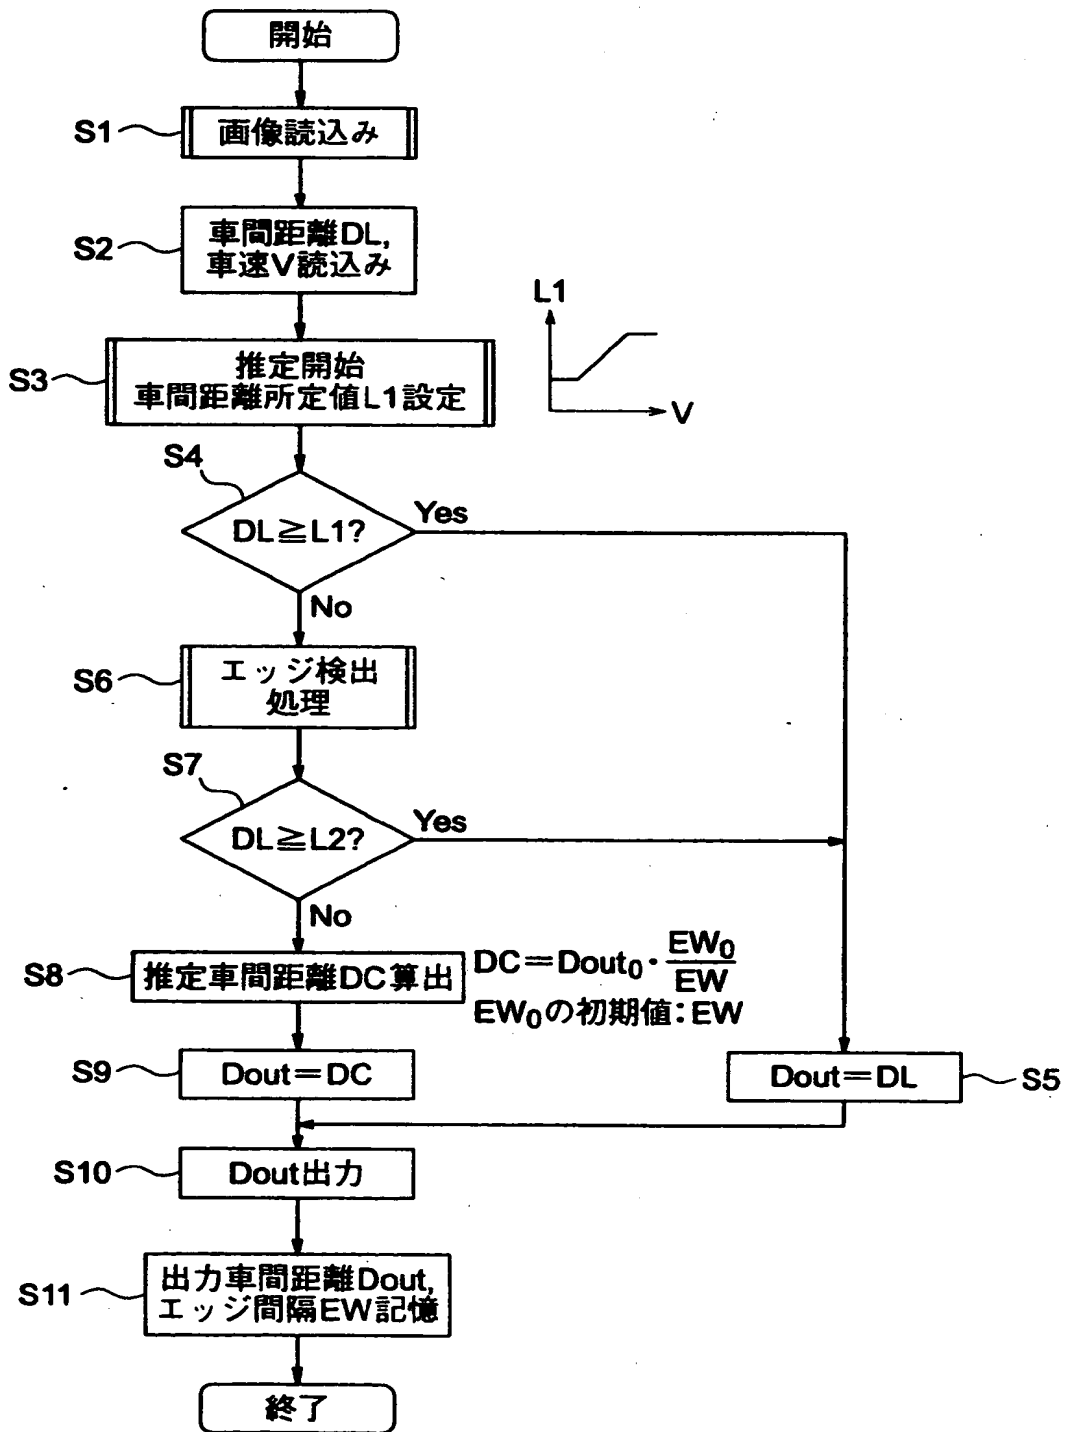 開始
S1
画像読込み
S2
車間距離DL,
車速V読込み
L1
V
S3
推定開始
車間距離所定値L1設定
S4
DL≧L1?
Yes
No
S6
エッジ検出
処理
S7
DL≧L2?
Yes
No
S8
推定車間距離DC算出
DC=Dout₀・EW₀/EW
EW₀の初期値:EW
S9
Dout=DC
Dout=DL
S5
S10
Dout出力
S11
出力車間距離Dout,
エッジ間隔EW記憶
終了